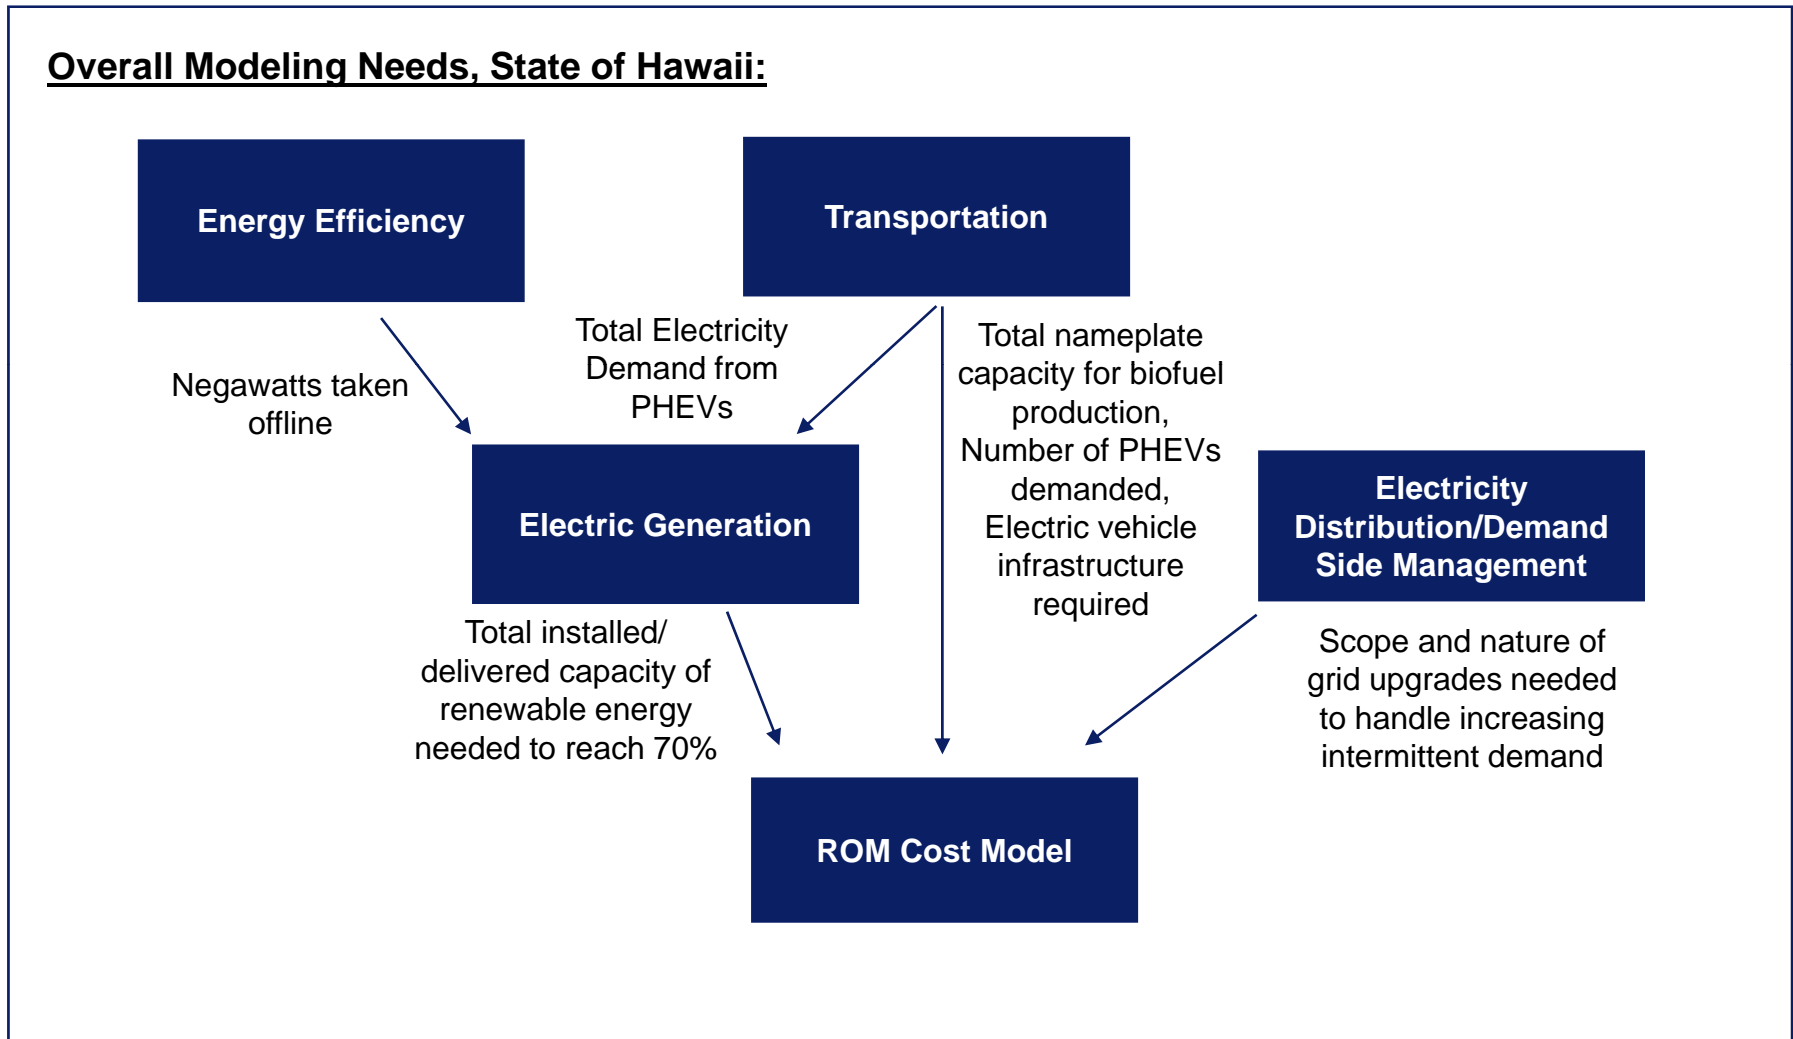 Overall Modeling Needs, State of Hawaii:
Energy Efficiency
Transportation
Negawatts taken
offline
Total Electricity
Demand from
PHEVs
Total nameplate
capacity for biofuel
production,
Number of PHEVs
demanded,
Electric vehicle
infrastructure
required
Electric Generation
Electricity
Distribution/Demand
Side Management
Total installed/
delivered capacity of
renewable energy
needed to reach 70%
Scope and nature of
grid upgrades needed
to handle increasing
intermittent demand
ROM Cost Model